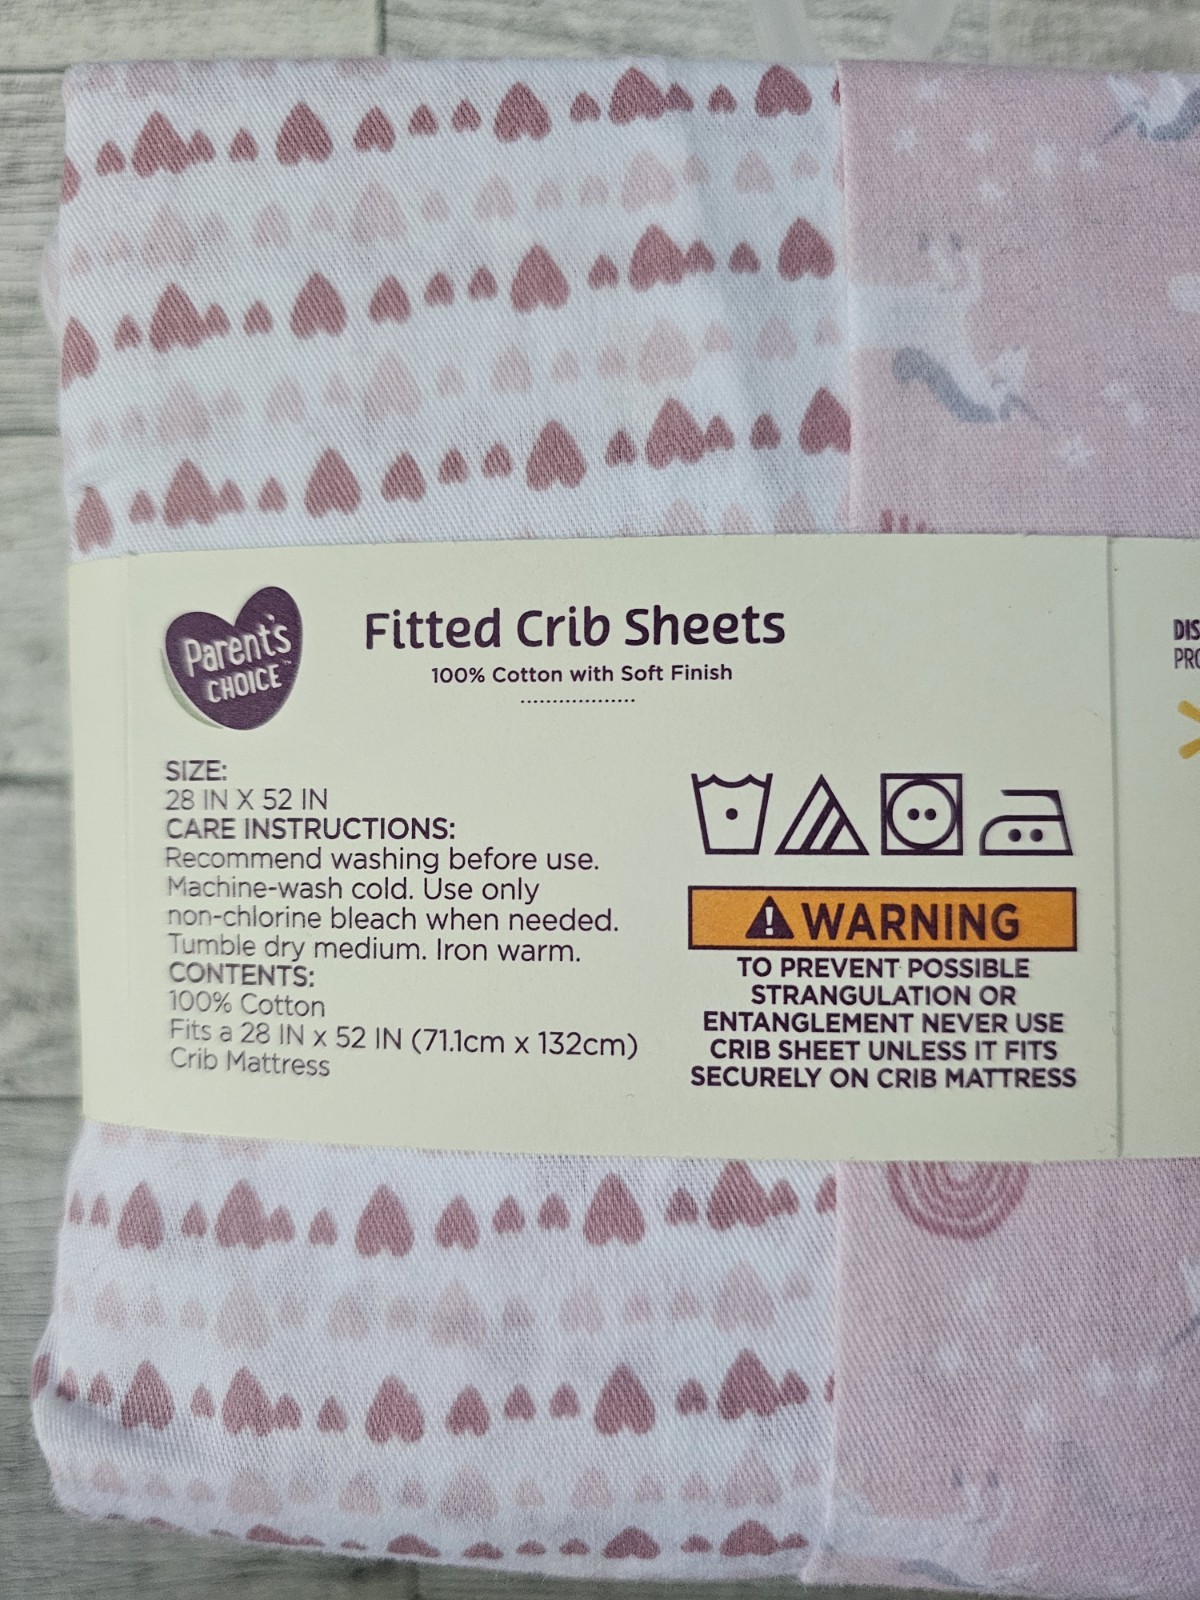 Parent's
CHOICE™
Fitted Crib Sheets
100% Cotton with Soft Finish
SIZE:
28 IN X 52 IN
CARE INSTRUCTIONS:
Recommend washing before use.
Machine-wash cold. Use only
non-chlorine bleach when needed.
Tumble dry medium. Iron warm.
CONTENTS:
100% Cotton
Fits a 28 IN x 52 IN (71.1cm x 132cm)
Crib Mattress
WARNING
TO PREVENT POSSIBLE
STRANGULATION OR
ENTANGLEMENT NEVER USE
CRIB SHEET UNLESS IT FITS
SECURELY ON CRIB MATTRESS